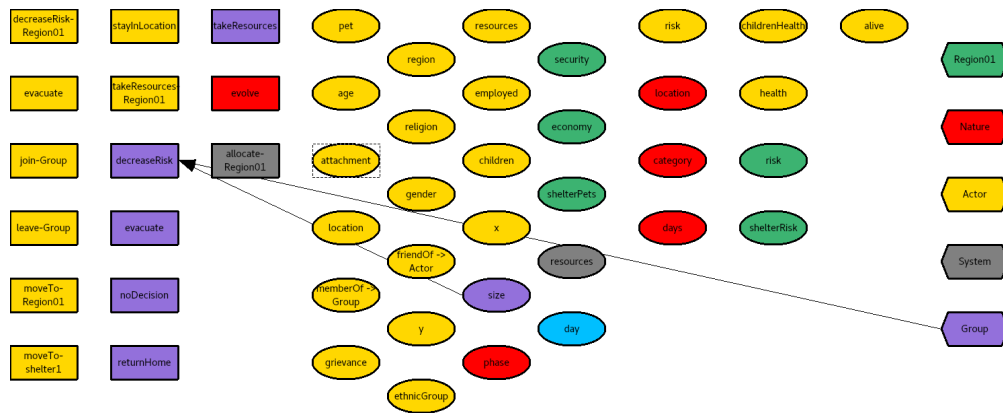 decreaseRisk-
Region01
stayInLocation
takeResources
pet
resources
risk
childrenHealth
alive
region
security
Region01
evacuate
takeResources-
Region01
evolve
age
employed
location
health
religion
economy
Nature
join-Group
decreaseRisk
allocate-
Region01
attachment
children
category
risk
gender
shelterPets
Actor
leave-Group
evacuate
location
x
days
shelterRisk
friendOf ->
Actor
resources
System
moveTo-
Region01
noDecision
memberOf ->
Group
size
y
day
Group
moveTo-
shelter1
returnHome
grievance
phase
ethnicGroup